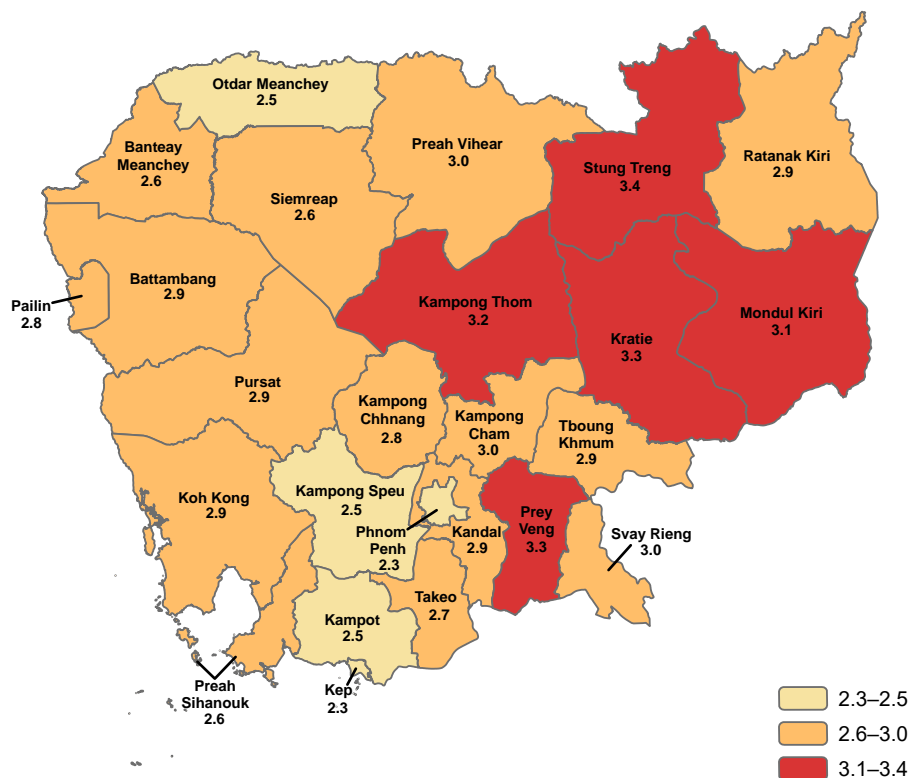 Otdar Meanchey
2.5
Banteay
Meanchey
2.6
Siemreap
2.6
Preah Vihear
3.0
Stung Treng
3.4
Ratanak Kiri
2.9
Battambang
2.9
Pailin
2.8
Kampong Thom
3.2
Kratie
3.3
Mondul Kiri
3.1
Pursat
2.9
Kampong
Chhnang
2.8
Kampong
Cham
3.0
Tboung
Khmum
2.9
Koh Kong
2.9
Kampong Speu
2.5
Phnom
Penh
2.3
Kandal
2.9
Prey
Veng
3.3
Svay Rieng
3.0
Takeo
2.7
Kampot
2.5
Kep
2.3
Preah
Sihanouk
2.6
2.3–2.5
2.6–3.0
3.1–3.4